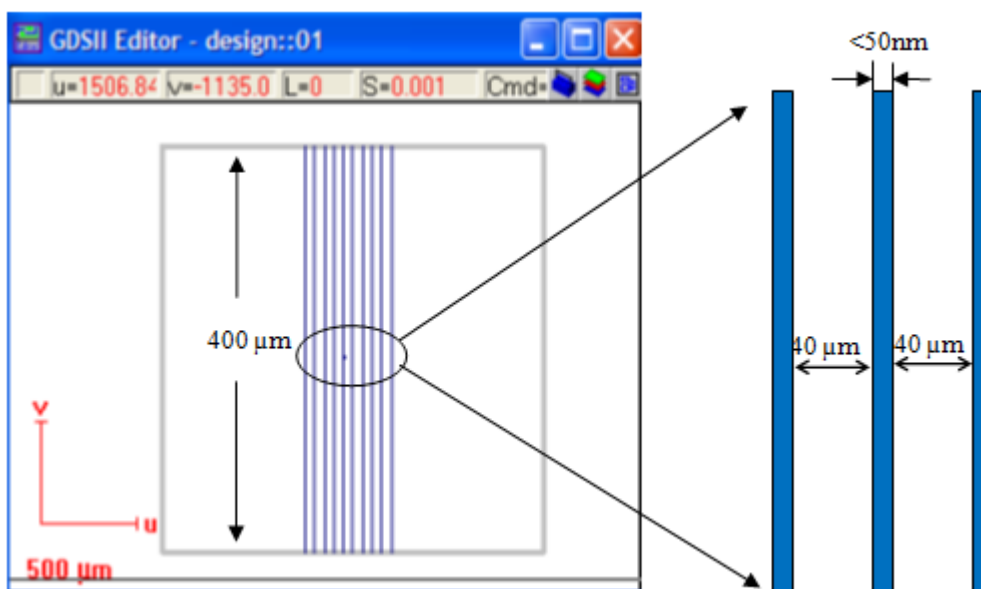 GDSII Editor - design::01
u=1506.84 v=-1135.0 L=0 S=0.001 Cmd=
400 µm
v
u
500 µm
<50nm
40 µm
40 µm